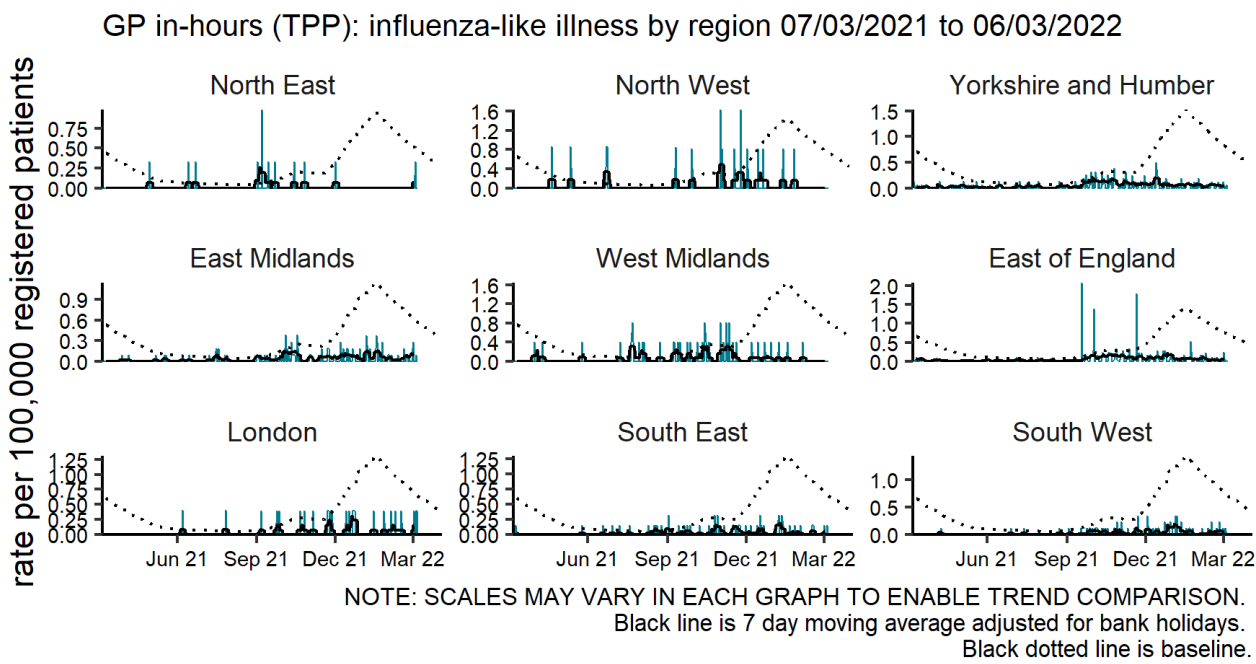 GP in-hours (TPP): influenza-like illness by region 07/03/2021 to 06/03/2022
rate per 100,000 registered patients
North East
0.75
0.50
0.25
0.00
North West
1.6
1.2
0.8
0.4
0.0
Yorkshire and Humber
1.5
1.0
0.5
0.0
East Midlands
0.9
0.6
0.3
0.0
West Midlands
1.6
1.2
0.8
0.4
0.0
East of England
2.0
1.5
1.0
0.5
0.0
London
1.25
1.00
0.75
0.50
0.25
0.00
South East
1.25
1.00
0.75
0.50
0.25
0.00
South West
1.0
0.5
0.0
Jun 21 Sep 21 Dec 21 Mar 22
Jun 21 Sep 21 Dec 21 Mar 22
Jun 21 Sep 21 Dec 21 Mar 22
NOTE: SCALES MAY VARY IN EACH GRAPH TO ENABLE TREND COMPARISON.
Black line is 7 day moving average adjusted for bank holidays.
Black dotted line is baseline.